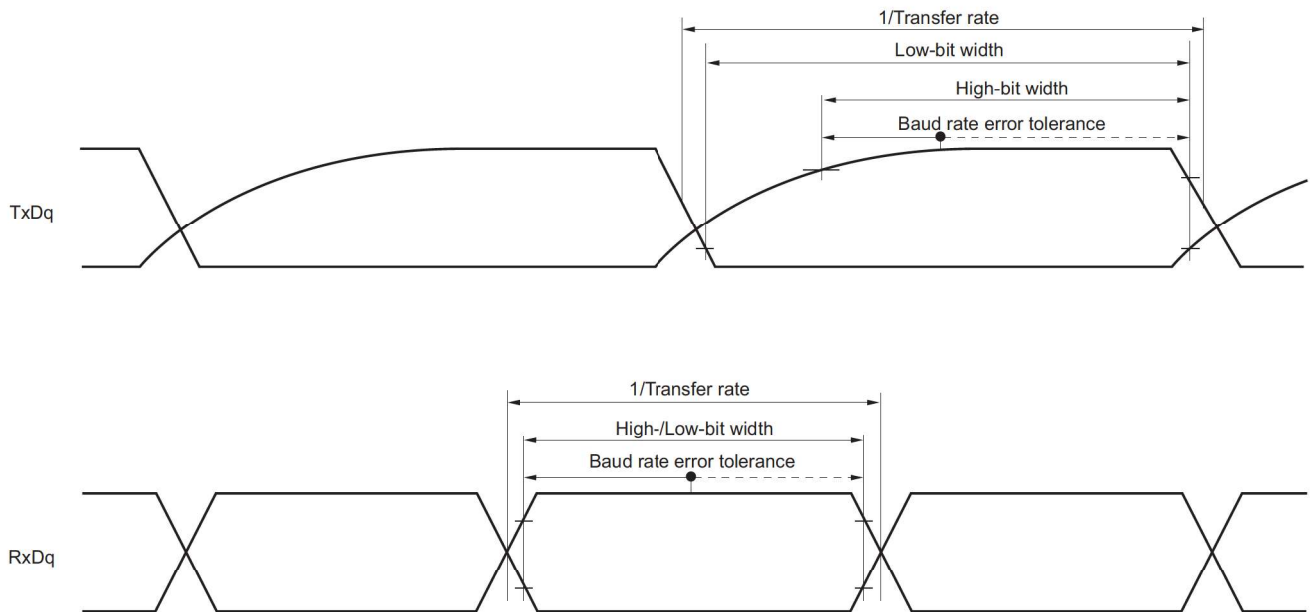 1/Transfer rate
Low-bit width
High-bit width
Baud rate error tolerance
TxDq
1/Transfer rate
High-/Low-bit width
Baud rate error tolerance
RxDq